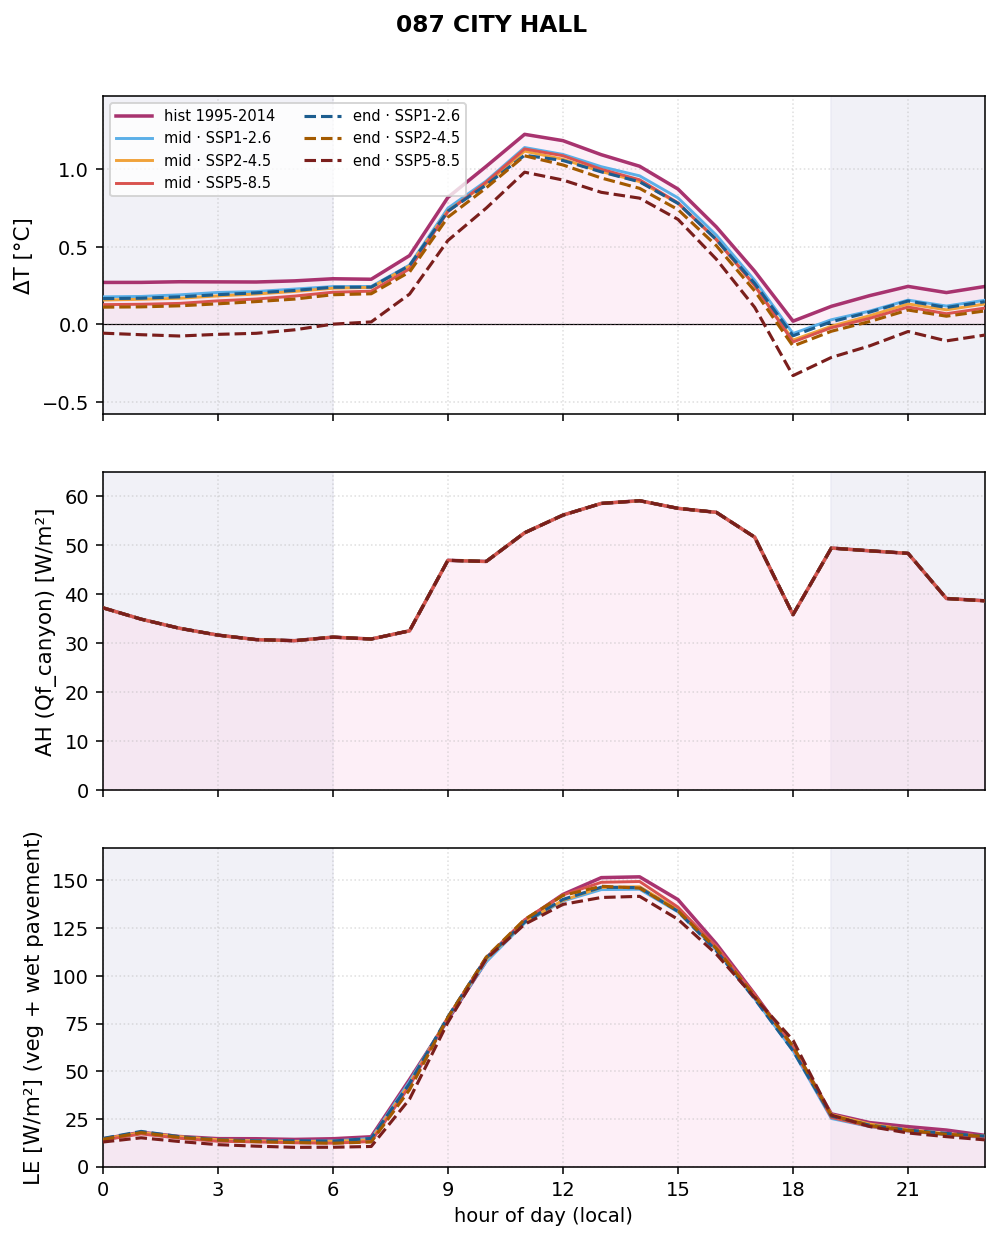 087 CITY HALL
hist 1995-2014
mid · SSP1-2.6
mid · SSP2-4.5
mid · SSP5-8.5
end · SSP1-2.6
end · SSP2-4.5
end · SSP5-8.5
ΔT [°C]
1.0
0.5
0.0
−0.5
AH (Qf_canyon) [W/m²]
60
50
40
30
20
10
0
LE [W/m²] (veg + wet pavement)
150
125
100
75
50
25
0
0 3 6 9 12 15 18 21
hour of day (local)